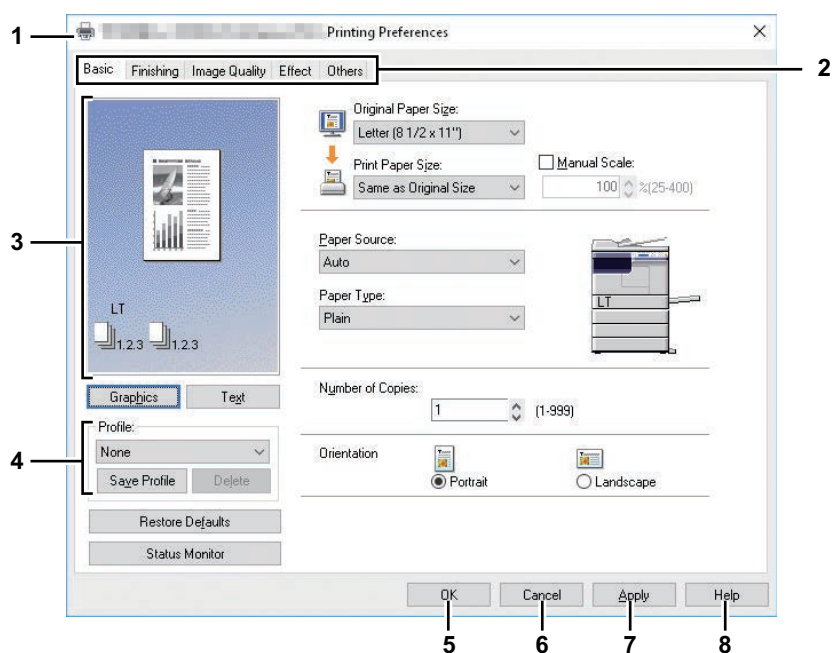 1
Printing Preferences
2
Basic Finishing Image Quality Effect Others
3
LT
1.2.3 1.2.3
Graphics Text
4
Profile:
None
Save Profile Delete
Restore Defaults
Status Monitor
Original Paper Size:
Letter (8 1/2 x 11")
Print Paper Size:
Same as Original Size
Manual Scale:
100 %(25-400)
Paper Source:
Auto
Paper Type:
Plain
LT
Number of Copies:
1 (1-999)
Orientation
Portrait Landscape
OK Cancel Apply Help
5 6 7 8